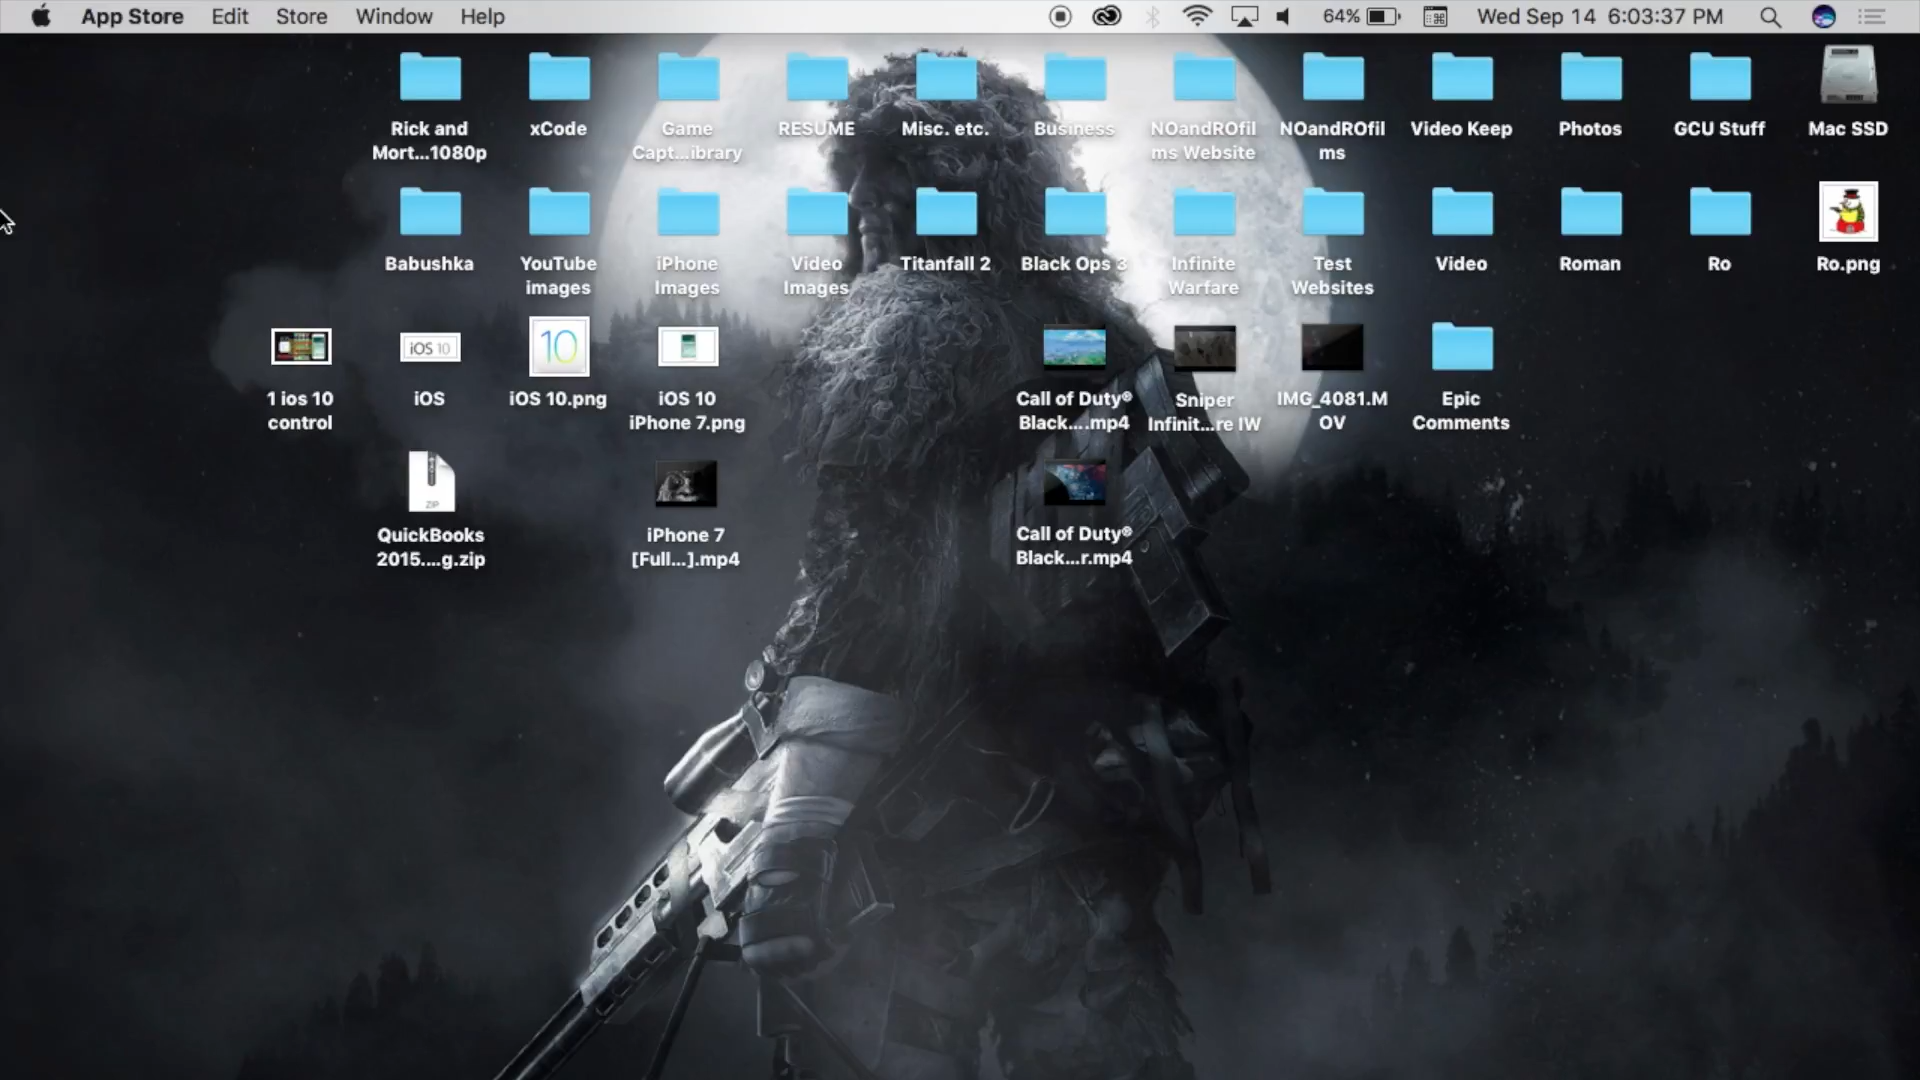 App Store Edit Store Window Help 64% Wed Sep 14 6:03:37 PM
Rick and
Mort...1080p
xCode
Game
Capt...ibrary
RESUME
Misc. etc.
Business
NOandROfil
ms Website
NOandROfil
ms
Video Keep
Photos
GCU Stuff
Mac SSD
Babushka
YouTube
images
iPhone
Images
Video
Images
Titanfall 2
Black Ops 3
Infinite
Warfare
Test
Websites
Video
Roman
Ro
Ro.png
1 ios 10
control
iOS 10
iOS
10
iOS 10.png
iOS 10
iPhone 7.png
Call of Duty®
Black....mp4
Sniper
Infinit...re IW
IMG_4081.M
OV
Epic
Comments
ZIP
QuickBooks
2015....g.zip
iPhone 7
[Full...].mp4
Call of Duty®
Black...r.mp4